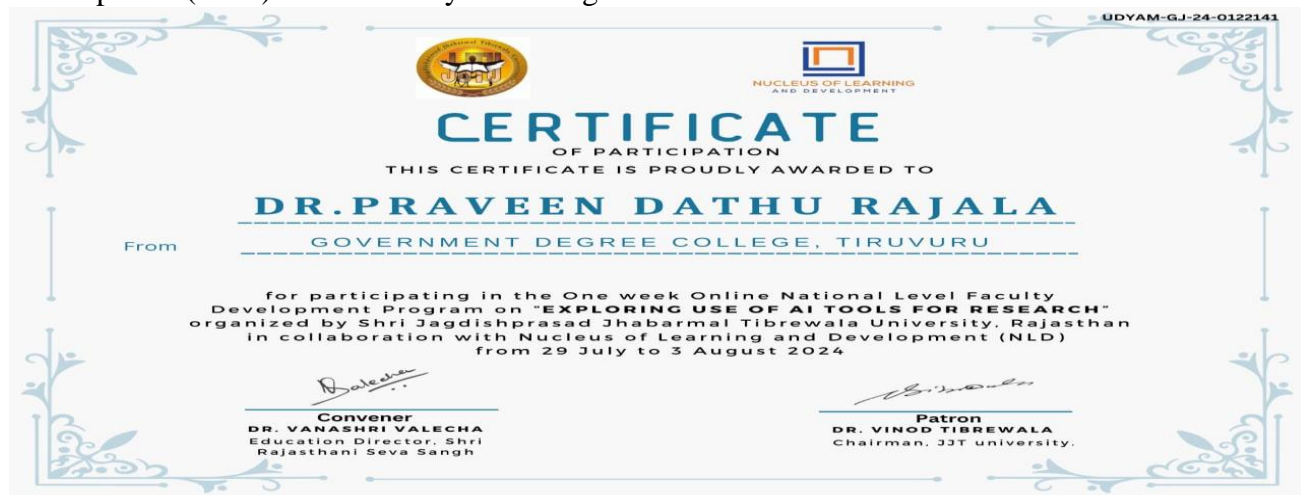 UDYAM-GJ-24-0122141
NUCLEUS OF LEARNING
AND DEVELOPMENT
CERTIFICATE
OF PARTICIPATION
THIS CERTIFICATE IS PROUDLY AWARDED TO
DR.PRAVEEN DATHU RAJALA
From GOVERNMENT DEGREE COLLEGE, TIRUVURU
for participating in the One week Online National Level Faculty
Development Program on "EXPLORING USE OF AI TOOLS FOR RESEARCH"
organized by Shri Jagdishprasad Jhabarmal Tibrewala University, Rajasthan
in collaboration with Nucleus of Learning and Development (NLD)
from 29 July to 3 August 2024
Valecha
Convener
DR. VANASHRI VALECHA
Education Director, Shri
Rajasthani Seva Sangh
Patron
DR. VINOD TIBREWALA
Chairman, JJT university.